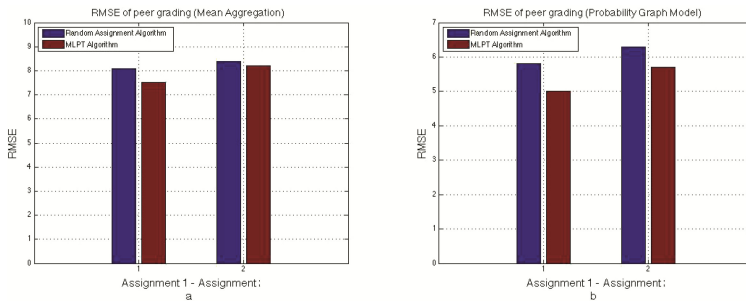 RMSE of peer grading (Mean Aggregation)
10
9
8
7
6
5
4
3
2
1
0
RMSE
Random Assignment Algorithm
MLPT Algorithm
1
2
Assignment 1 - Assignment:
a
RMSE of peer grading (Probability Graph Model)
7
6
5
4
3
2
1
0
RMSE
Random Assignment Algorithm
MLPT Algorithm
1
2
Assignment 1 - Assignment:
b